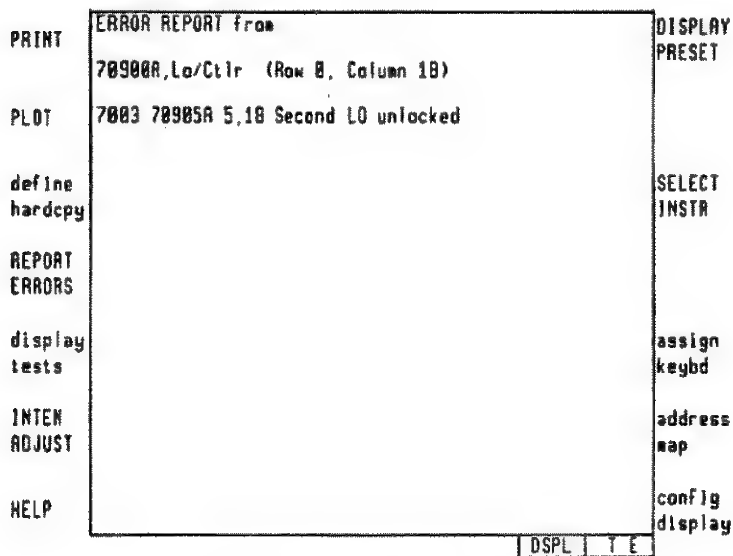 PRINT
PLOT
define
hardcpy
REPORT
ERRORS
display
tests
INTEN
ADJUST
HELP
ERROR REPORT from
70900A,Lo/Ctlr (Row 0, Column 18)
7003 70905A 5,18 Second LO unlocked
DISPLAY
PRESET
SELECT
INSTR
assign
keybd
address
map
config
display
DSPL T E